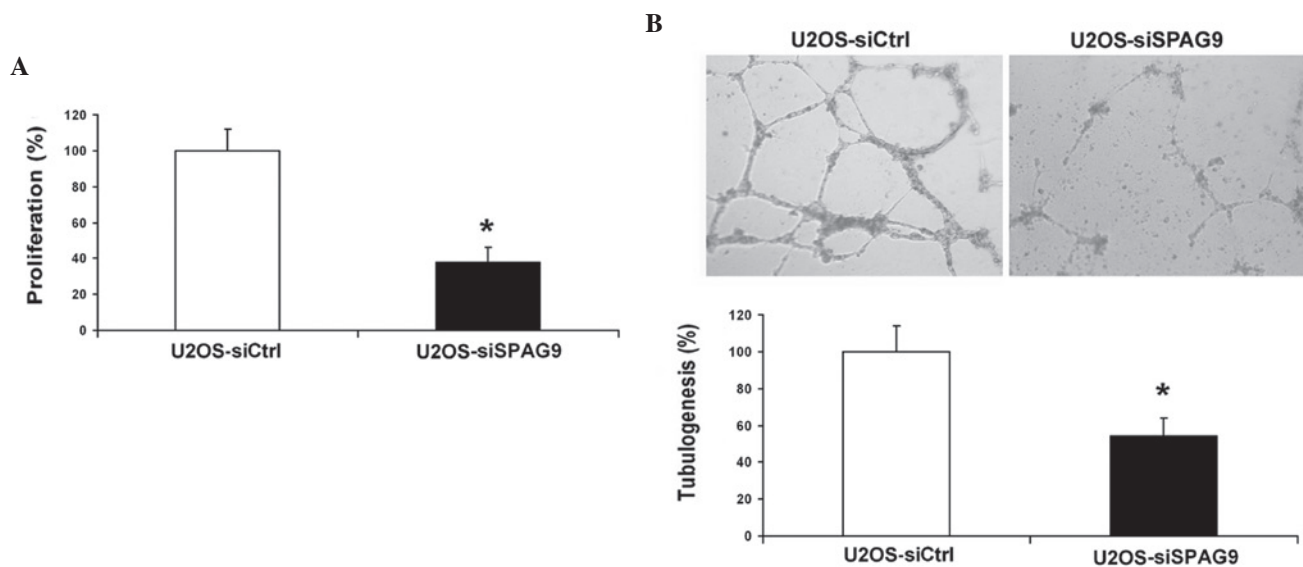 A
Proliferation (%)
120
100
80
60
40
20
0
U2OS-siCtrl
U2OS-siSPAG9
*
B
U2OS-siCtrl
U2OS-siSPAG9
Tubulogenesis (%)
120
100
80
60
40
20
0
U2OS-siCtrl
U2OS-siSPAG9
*